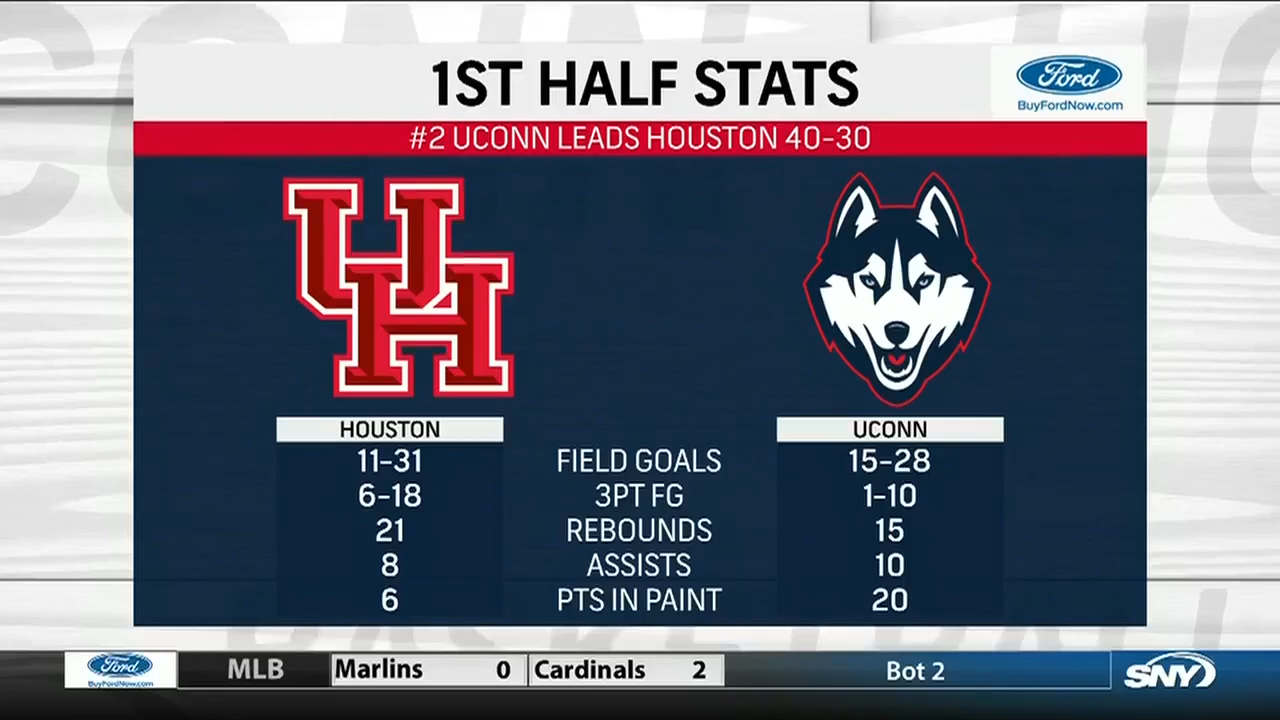 1ST HALF STATS
Ford
BuyFordNow.com
#2 UCONN LEADS HOUSTON 40-30
UH
HOUSTON UCONN
11-31 FIELD GOALS 15-28
6-18 3PT FG 1-10
21 REBOUNDS 15
8 ASSISTS 10
6 PTS IN PAINT 20
Ford
BuyFordNow.com
MLB Marlins 0 Cardinals 2 Bot 2 SNY